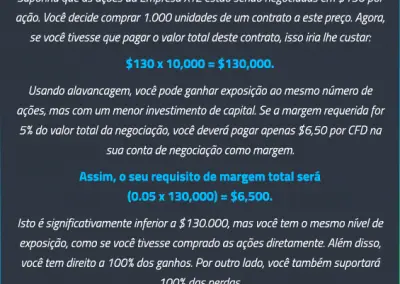 Suponha que as ações da Empresa XYZ estão sendo negociadas em $130 por
ação. Você decide comprar 1.000 unidades de um contrato a este preço. Agora,
se você tivesse que pagar o valor total deste contrato, isso iria lhe custar:
$130 x 10,000 = $130,000.
Usando alavancagem, você pode ganhar exposição ao mesmo número de
ações, mas com um menor investimento de capital. Se a margem requerida for
5% do valor total da negociação, você deverá pagar apenas $6,50 por CFD na
sua conta de negociação como margem.
Assim, o seu requisito de margem total será
(0.05 x 130,000) = $6,500.
Isto é significativamente inferior a $130.000, mas você tem o mesmo nível de
exposição, como se você tivesse comprado as ações diretamente. Além disso,
você tem direito a 100% dos ganhos. Por outro lado, você também suportará
100% das perdas.